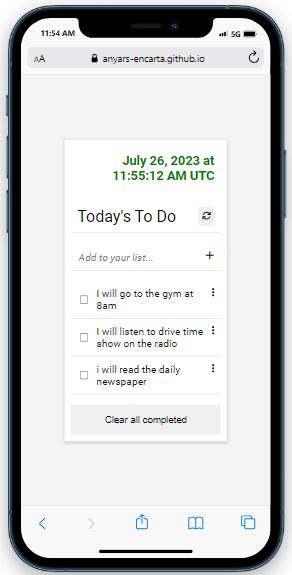 11:54 AM
5G
AA
anyars-encarta.github.io
July 26, 2023 at
11:55:12 AM UTC
Today's To Do
Add to your list...
I will go to the gym at
8am
I will listen to drive time
show on the radio
i will read the daily
newspaper
Clear all completed